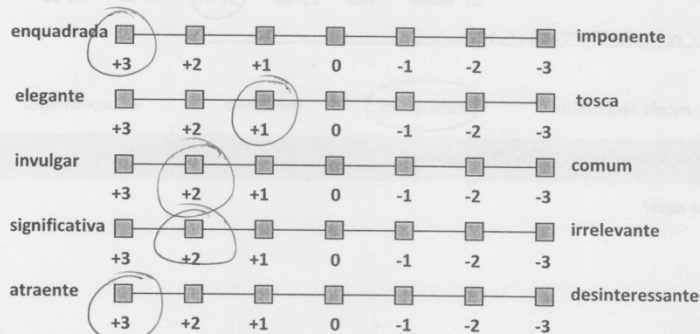 enquadrada imponente
+3 +2 +1 0 -1 -2 -3
elegante tosca
+3 +2 +1 0 -1 -2 -3
invulgar comum
+3 +2 +1 0 -1 -2 -3
significativa irrelevante
+3 +2 +1 0 -1 -2 -3
atraente desinteressante
+3 +2 +1 0 -1 -2 -3